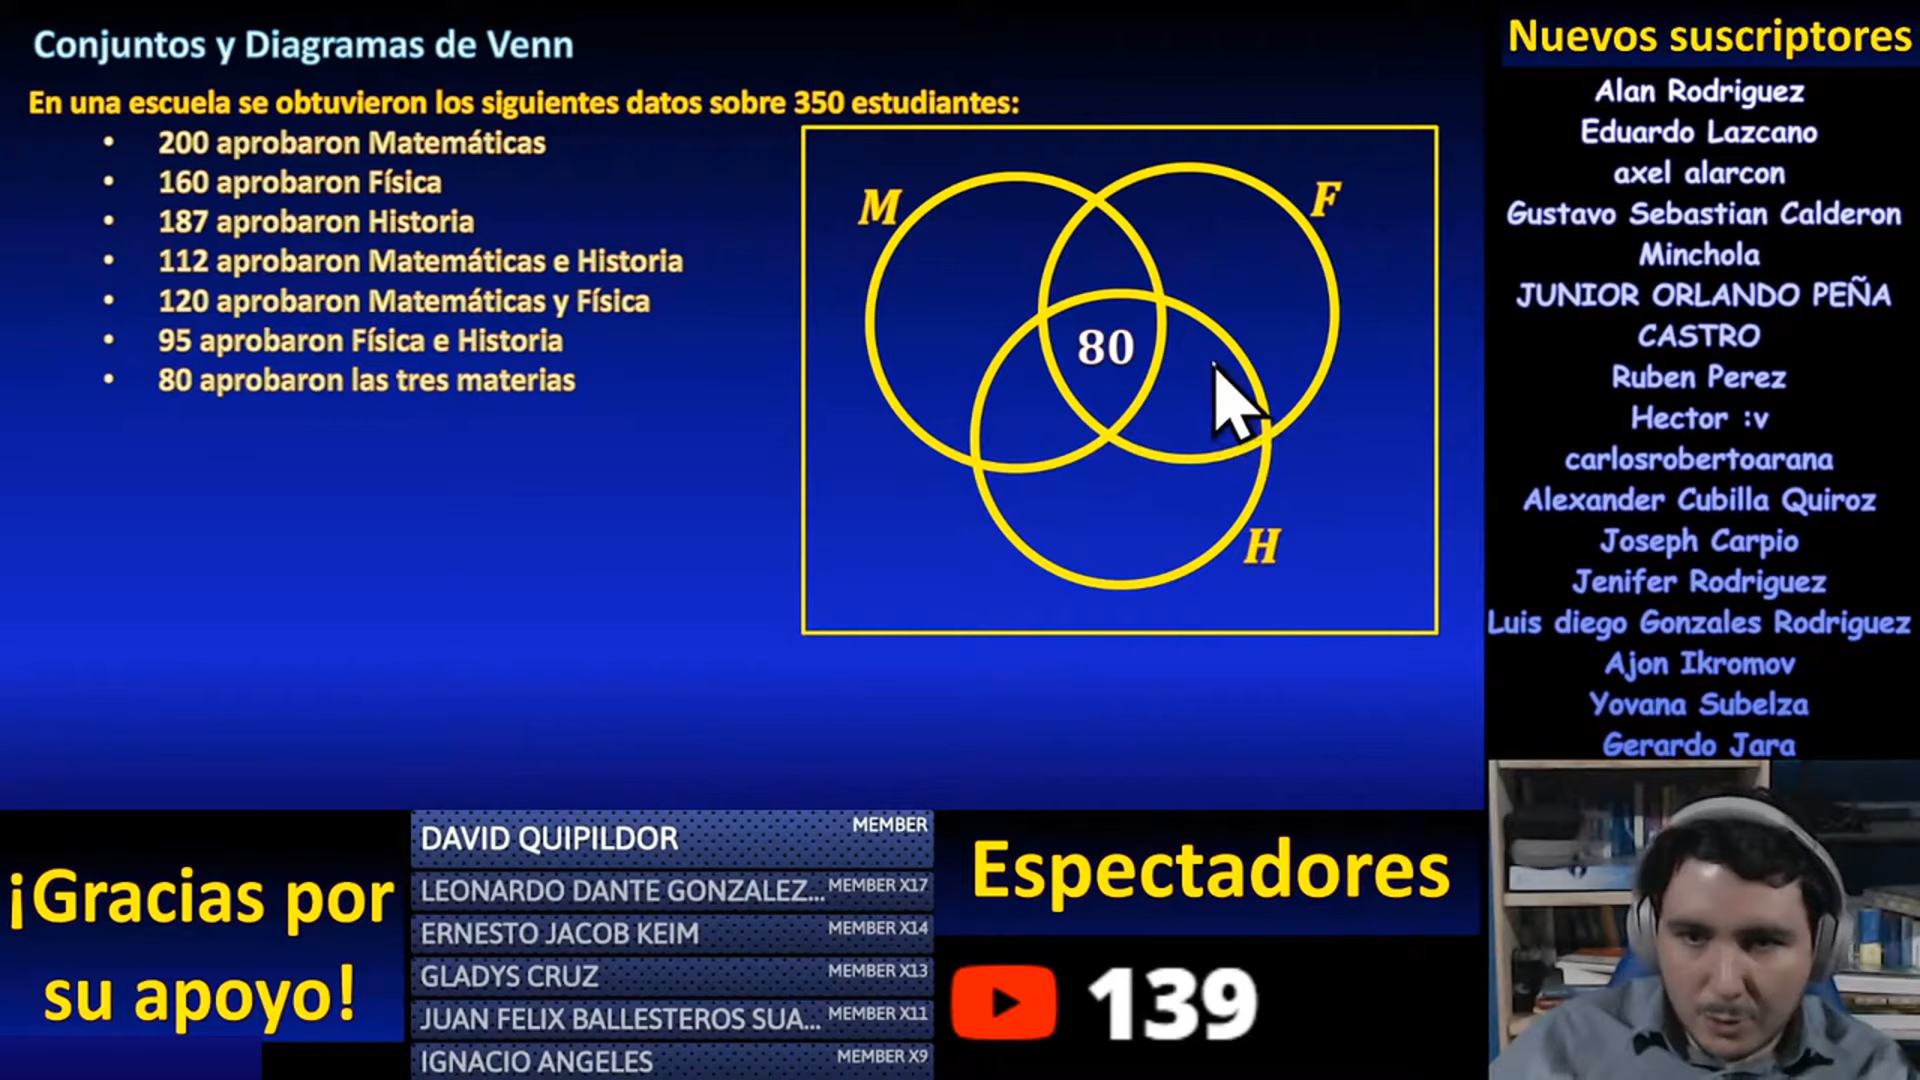 Conjuntos y Diagramas de Venn
En una escuela se obtuvieron los siguientes datos sobre 350 estudiantes:
• 200 aprobaron Matemáticas
• 160 aprobaron Física
• 187 aprobaron Historia
• 112 aprobaron Matemáticas e Historia
• 120 aprobaron Matemáticas y Física
• 95 aprobaron Física e Historia
• 80 aprobaron las tres materias
M
F
80
H
Nuevos suscriptores
Alan Rodriguez
Eduardo Lazcano
axel alarcon
Gustavo Sebastian Calderon
Minchola
JUNIOR ORLANDO PEÑA
CASTRO
Ruben Perez
Hector :v
carlosrobertoarana
Alexander Cubilla Quiroz
Joseph Carpio
Jenifer Rodriguez
Luis diego Gonzales Rodriguez
Ajon Ikromov
Yovana Subelza
Gerardo Jara
¡Gracias por
su apoyo!
DAVID QUIPILDOR MEMBER
LEONARDO DANTE GONZALEZ... MEMBER X17
ERNESTO JACOB KEIM MEMBER X14
GLADYS CRUZ MEMBER X13
JUAN FELIX BALLESTEROS SUA... MEMBER X11
IGNACIO ANGELES MEMBER X9
Espectadores
139